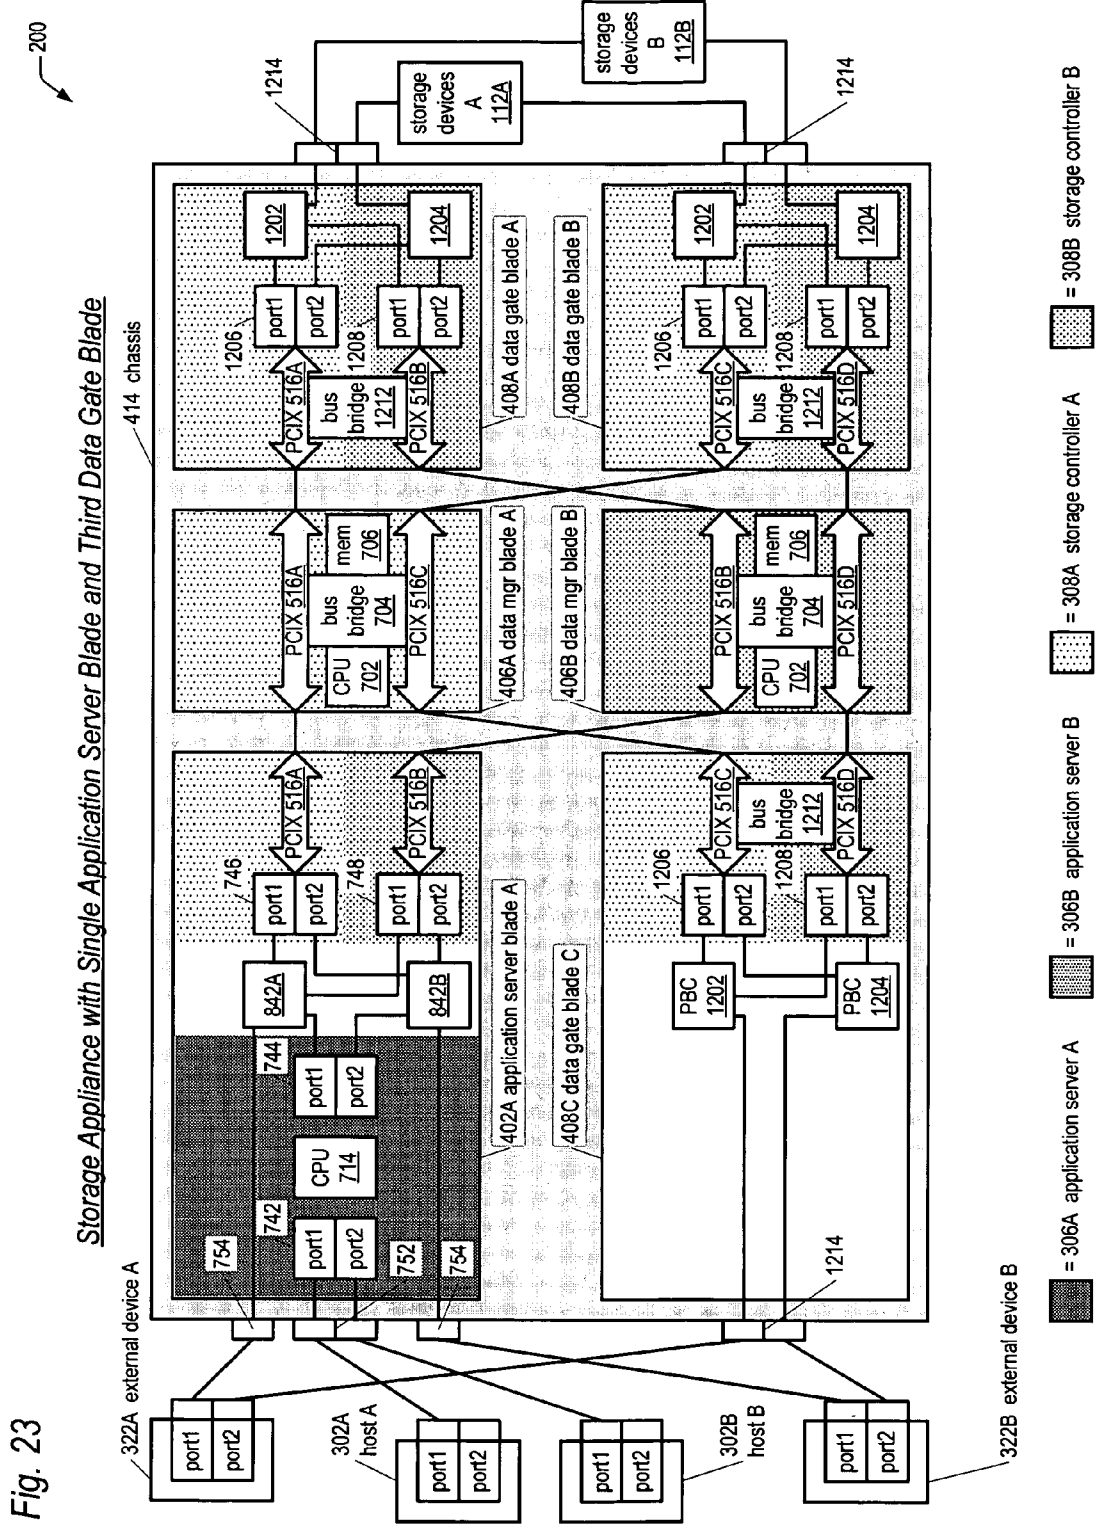 Fig. 23
Storage Appliance with Single Application Server Blade and Third Data Gate Blade
200
414 chassis
322A external device A
port1
port2
302A
host A
port1
port2
302B
host B
port1
port2
322B external device B
port1
port2
754
752
754
1214
742
port1
port2
CPU
714
744
port1
port2
842A
842B
746
port1
port2
748
port1
port2
PCIX 516A
PCIX 516B
402A application server blade A
408C data gate blade C
PBC
1202
PBC
1204
1206
port1
port2
1208
port1
port2
PCIX 516C
bus
bridge
1212
PCIX 516D
PCIX 516A
CPU
702
bus
bridge
704
mem
706
PCIX 516C
406A data mgr blade A
406B data mgr blade B
PCIX 516B
CPU
702
bus
bridge
704
mem
706
PCIX 516D
PCIX 516A
bus
bridge
1212
PCIX 516B
1206
port1
port2
1208
port1
port2
1202
1204
408A data gate blade A
408B data gate blade B
PCIX 516C
bus
bridge
1212
PCIX 516D
1206
port1
port2
1208
port1
port2
1202
1204
1214
1214
storage
devices
A
112A
storage
devices
B
112B
= 306A application server A
= 306B application server B
= 308A storage controller A
= 308B storage controller B